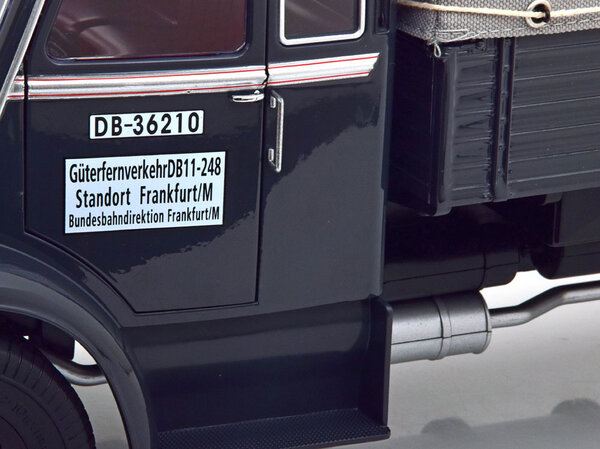 DB-36210
GüterfernverkehrDB11-248
Standort Frankfurt/M
Bundesbahndirektion Frankfurt/M